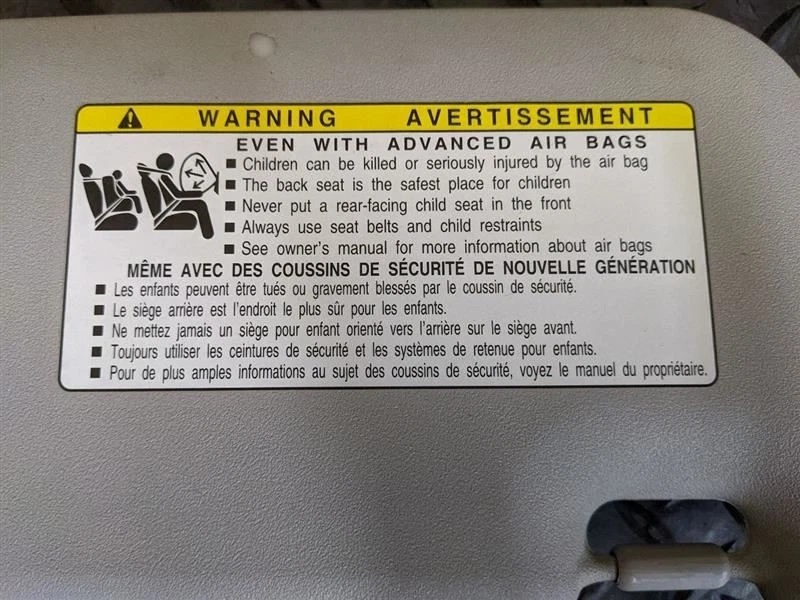 WARNING AVERTISSEMENT
EVEN WITH ADVANCED AIR BAGS
■ Children can be killed or seriously injured by the air bag
■ The back seat is the safest place for children
■ Never put a rear-facing child seat in the front
■ Always use seat belts and child restraints
■ See owner's manual for more information about air bags
MÊME AVEC DES COUSSINS DE SÉCURITÉ DE NOUVELLE GÉNÉRATION
■ Les enfants peuvent être tués ou gravement blessés par le coussin de sécurité.
■ Le siège arrière est l'endroit le plus sûr pour les enfants.
■ Ne mettez jamais un siège pour enfant orienté vers l'arrière sur le siège avant.
■ Toujours utiliser les ceintures de sécurité et les systèmes de retenue pour enfants.
■ Pour de plus amples informations au sujet des coussins de sécurité, voyez le manuel du propriétaire.